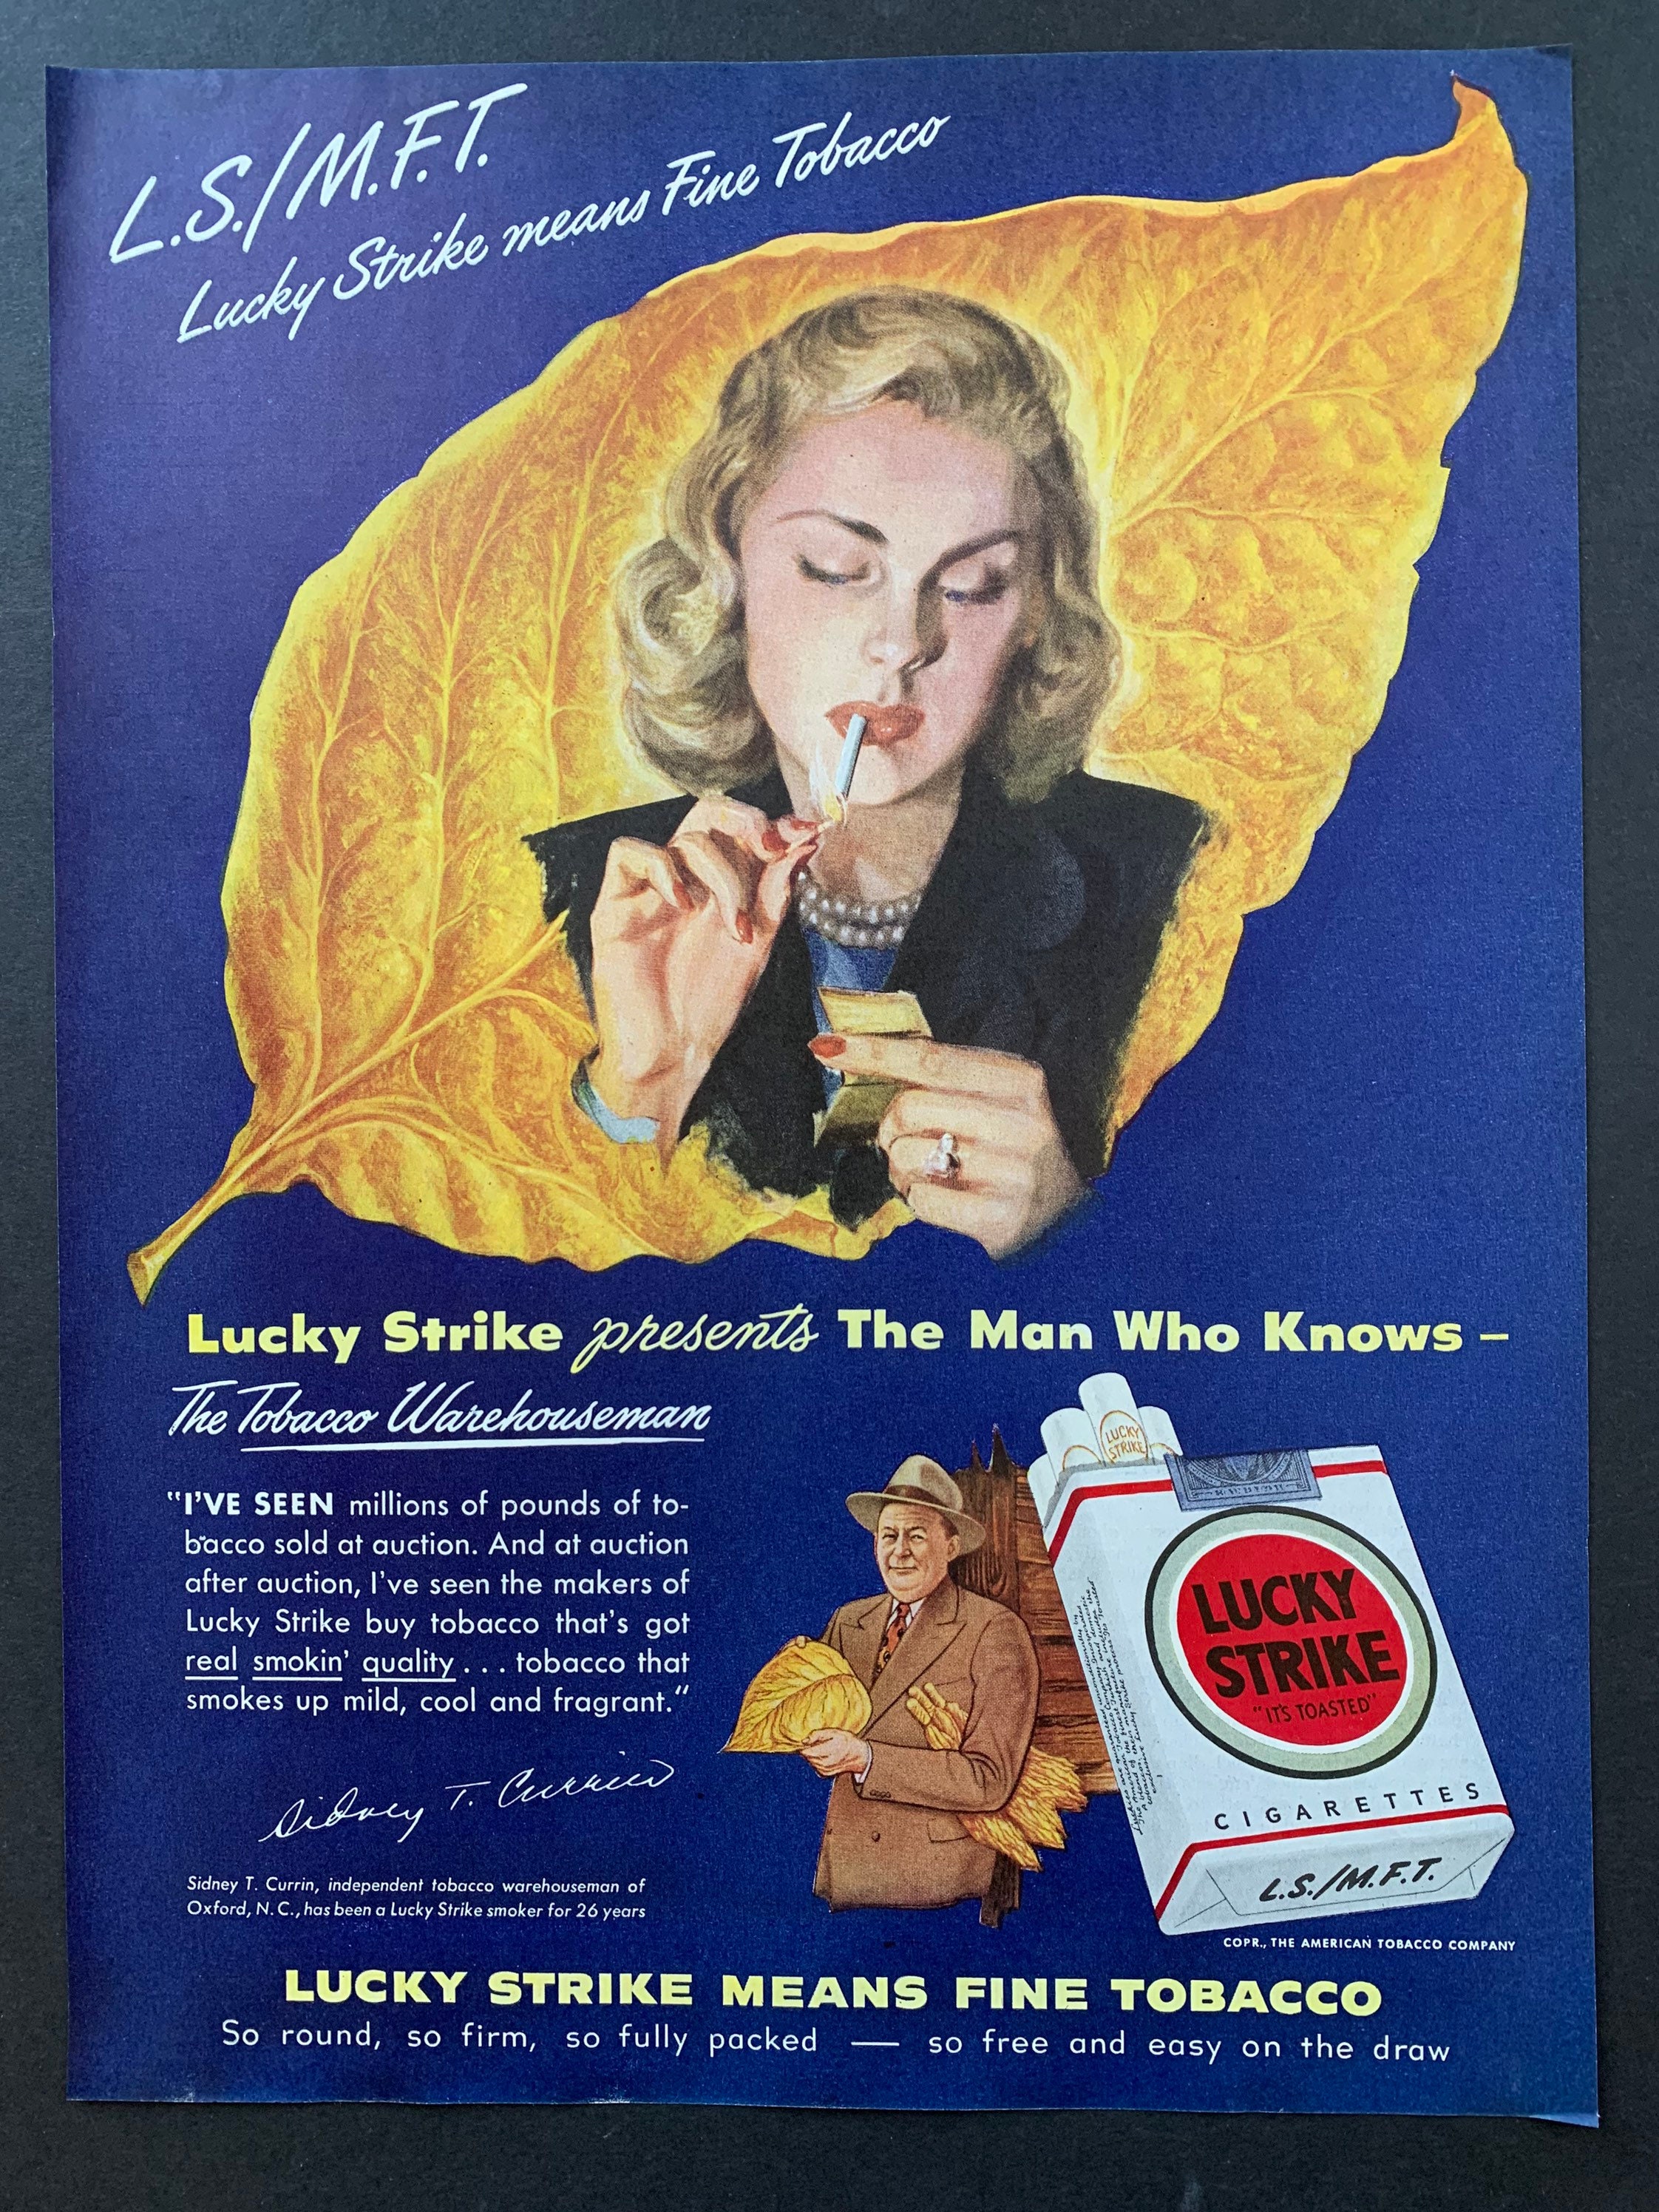 L.S./M.F.T.
Lucky Strike means Fine Tobacco
Lucky Strike presents The Man Who Knows –
The Tobacco Warehouseman
"I'VE SEEN millions of pounds of to-
bacco sold at auction. And at auction
after auction, I've seen the makers of
Lucky Strike buy tobacco that's got
real smokin' quality... tobacco that
smokes up mild, cool and fragrant."
Sidney T. Currin
Sidney T. Currin, independent tobacco warehouseman of
Oxford, N.C., has been a Lucky Strike smoker for 26 years
LUCKY
STRIKE
LUCKY
STRIKE
"IT'S TOASTED"
CIGARETTES
L.S./M.F.T.
COPR., THE AMERICAN TOBACCO COMPANY
LUCKY STRIKE MEANS FINE TOBACCO
So round, so firm, so fully packed — so free and easy on the draw